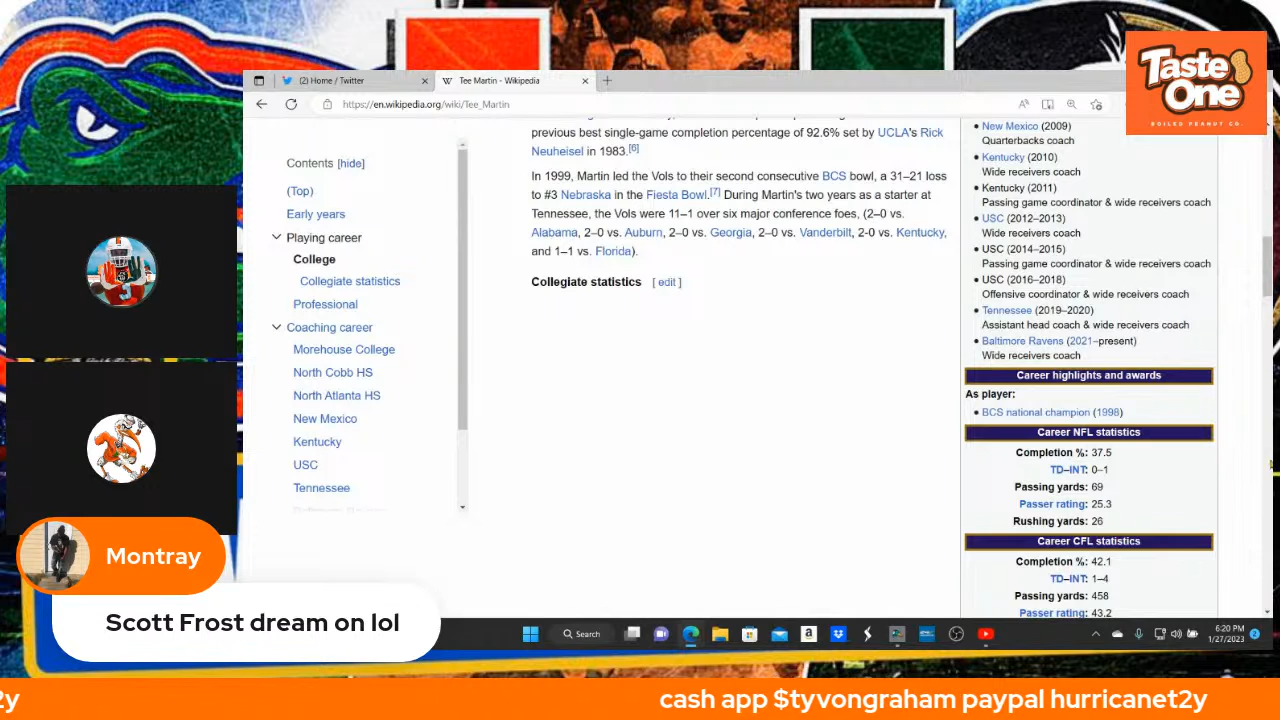 Taste
One
BOILED PEANUT CO.
(2) Home / Twitter
Tee Martin - Wikipedia
https://en.wikipedia.org/wiki/Tee_Martin
Contents [hide]
(Top)
Early years
Playing career
College
Collegiate statistics
Professional
Coaching career
Morehouse College
North Cobb HS
North Atlanta HS
New Mexico
Kentucky
USC
Tennessee
previous best single-game completion percentage of 92.6% set by UCLA's Rick
Neuheisel in 1983.[6]
In 1999, Martin led the Vols to their second consecutive BCS bowl, a 31–21 loss
to #3 Nebraska in the Fiesta Bowl.[7] During Martin's two years as a starter at
Tennessee, the Vols were 11–1 over six major conference foes, (2–0 vs.
Alabama, 2–0 vs. Auburn, 2–0 vs. Georgia, 2–0 vs. Vanderbilt, 2-0 vs. Kentucky,
and 1–1 vs. Florida).
Collegiate statistics [ edit ]
• New Mexico (2009)
Quarterbacks coach
• Kentucky (2010)
Wide receivers coach
• Kentucky (2011)
Passing game coordinator & wide receivers coach
• USC (2012–2013)
Wide receivers coach
• USC (2014–2015)
Passing game coordinator & wide receivers coach
• USC (2016–2018)
Offensive coordinator & wide receivers coach
• Tennessee (2019–2020)
Assistant head coach & wide receivers coach
• Baltimore Ravens (2021–present)
Wide receivers coach
Career highlights and awards
As player:
• BCS national champion (1998)
Career NFL statistics
Completion %: 37.5
TD–INT: 0–1
Passing yards: 69
Passer rating: 25.3
Rushing yards: 26
Career CFL statistics
Completion %: 42.1
TD–INT: 1–4
Passing yards: 458
Passer rating: 43.2
Montray
Scott Frost dream on lol
Search
6:20 PM
1/27/2023
2
2y
cash app $tyvongraham paypal hurricanet2y